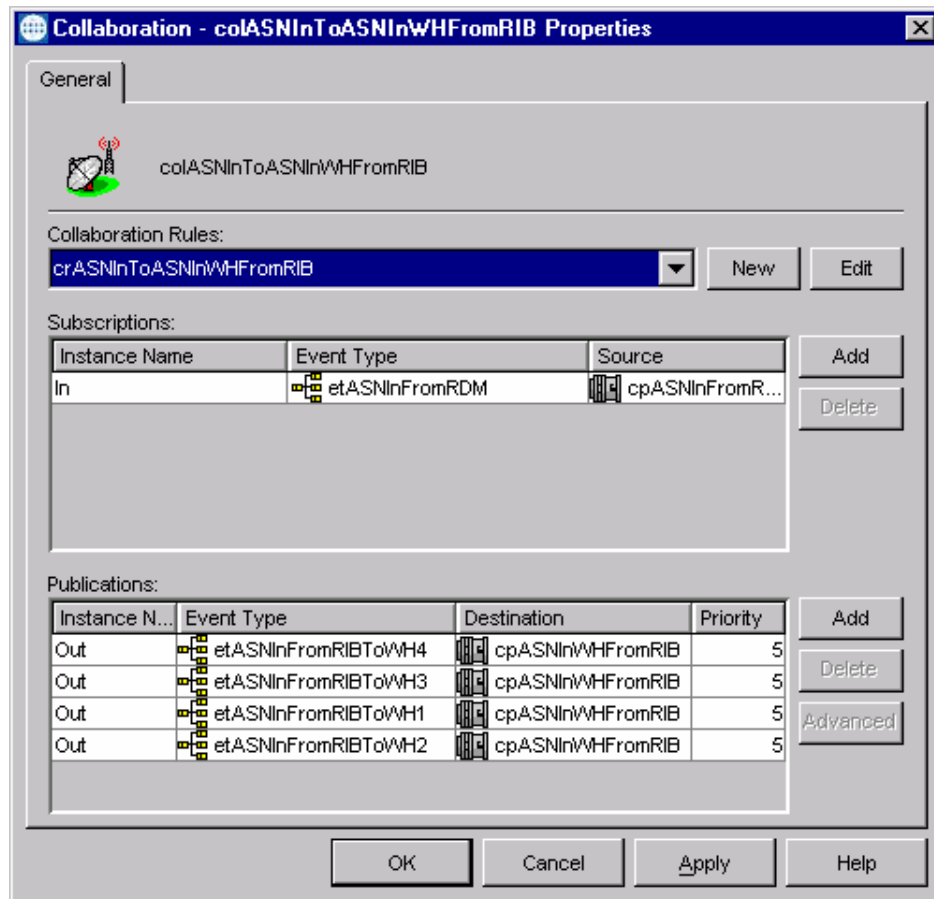 Collaboration - colASNInToASNInWHFromRIB Properties
General
colASNInToASNInWHFromRIB
Collaboration Rules:
crASNInToASNInWHFromRIB New Edit
Subscriptions:
Instance Name Event Type Source Add
In etASNInFromRDM cpASNInFromR...
Delete
Publications:
Instance N... Event Type Destination Priority Add
Out etASNInFromRIBToWH4 cpASNInWHFromRIB 5
Delete
Out etASNInFromRIBToWH3 cpASNInWHFromRIB 5
Out etASNInFromRIBToWH1 cpASNInWHFromRIB 5
Advanced
Out etASNInFromRIBToWH2 cpASNInWHFromRIB 5
OK Cancel Apply Help